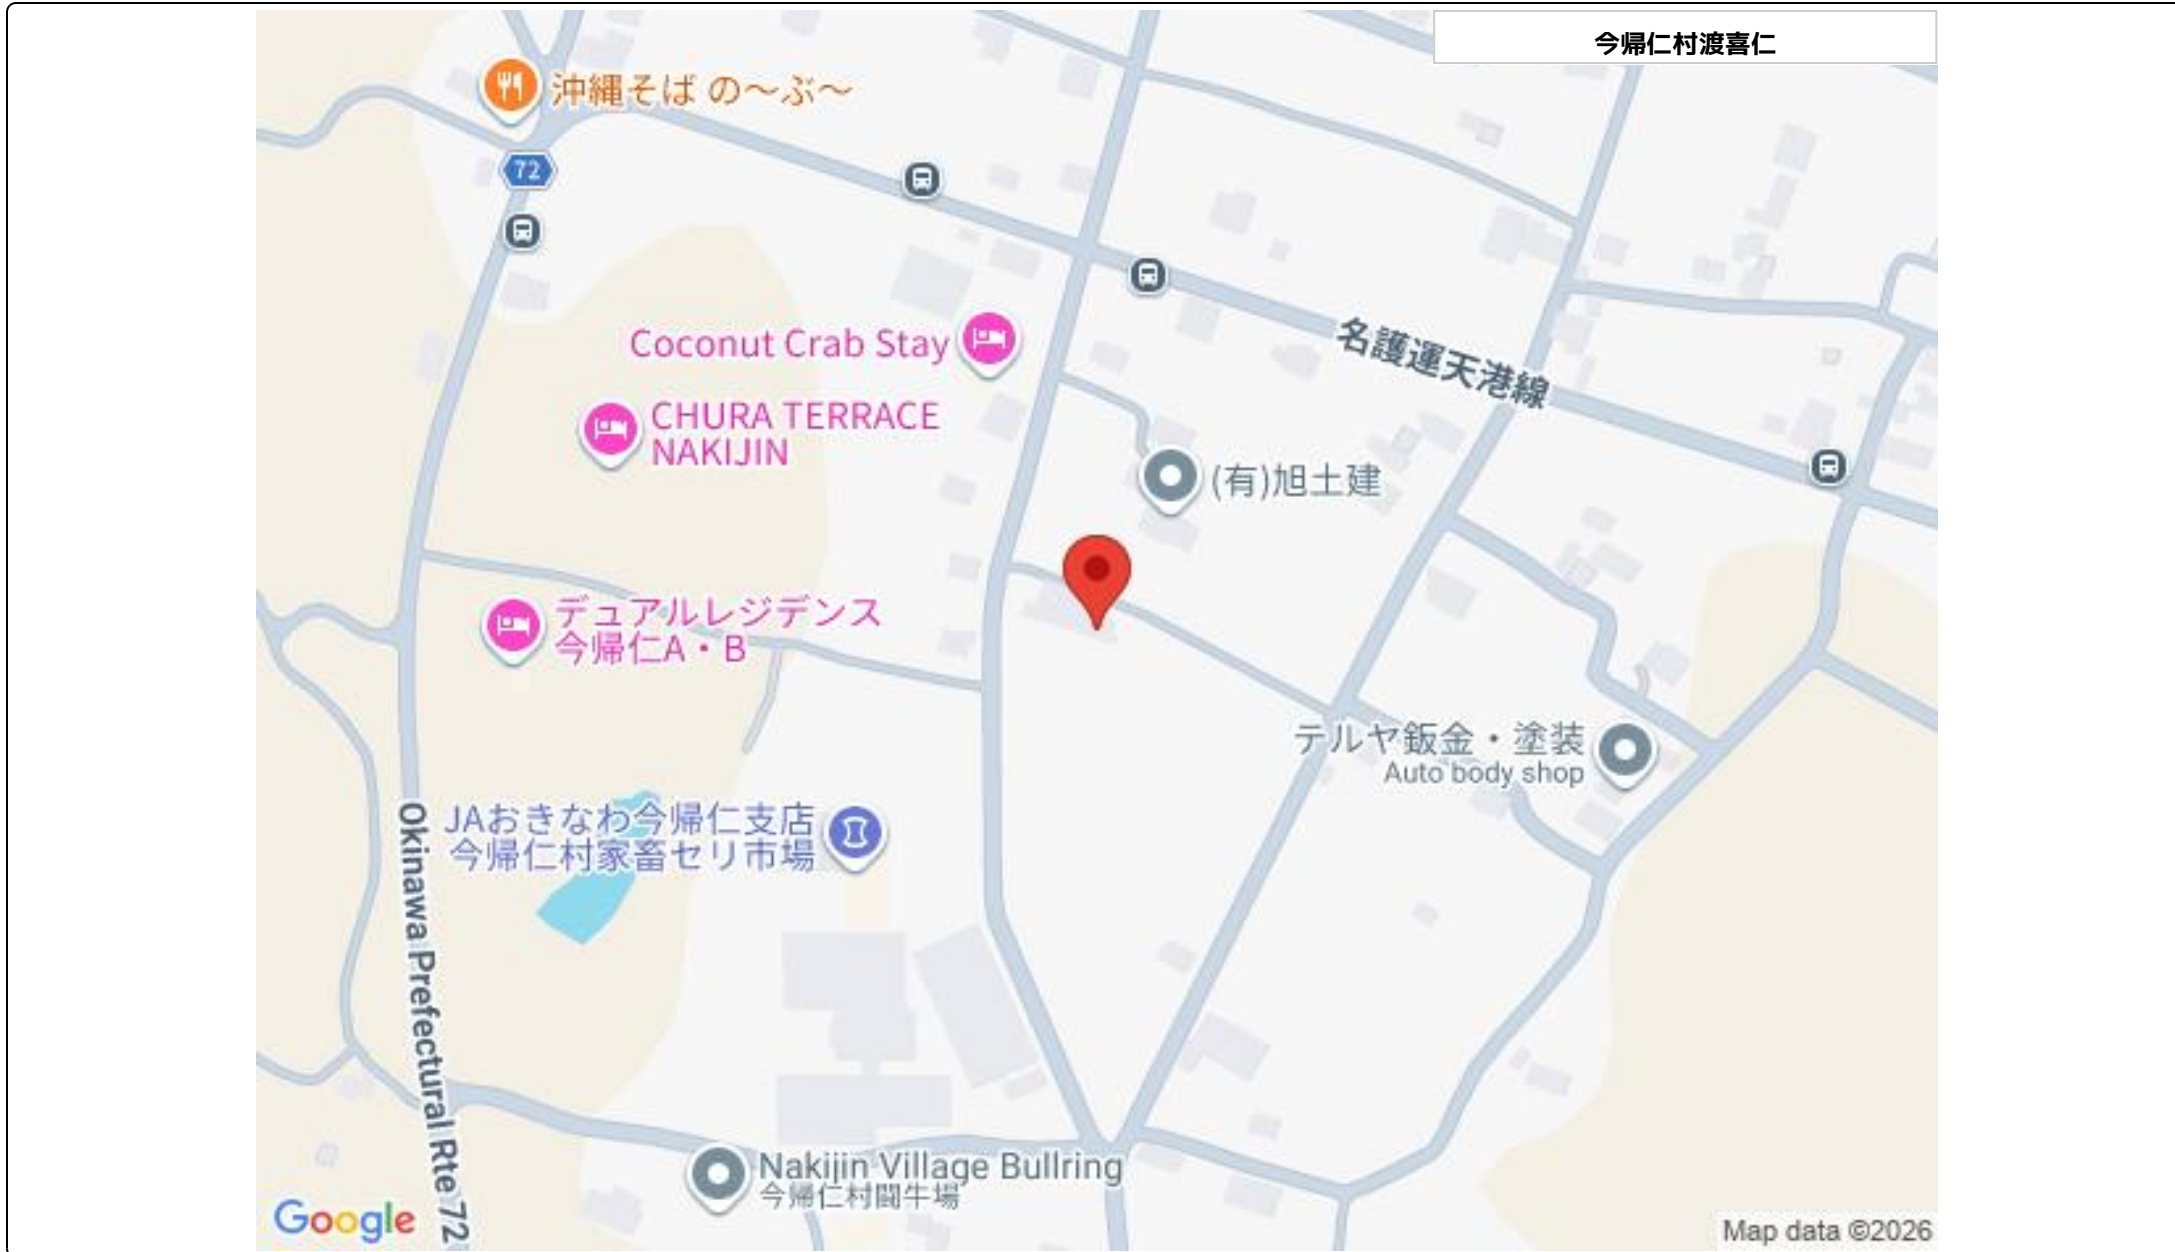 今帰仁村渡喜仁
沖縄そば の〜ぶ〜
72
Coconut Crab Stay
名護運天港線
CHURA TERRACE
NAKIJIN
(有)旭土建
デュアルレジデンス
今帰仁A・B
テルヤ鈑金・塗装
Auto body shop
JAおきなわ今帰仁支店
今帰仁村家畜セリ市場
Okinawa Prefectural Rte 72
Nakijin Village Bullring
今帰仁村闘牛場
Google
Map data ©2026